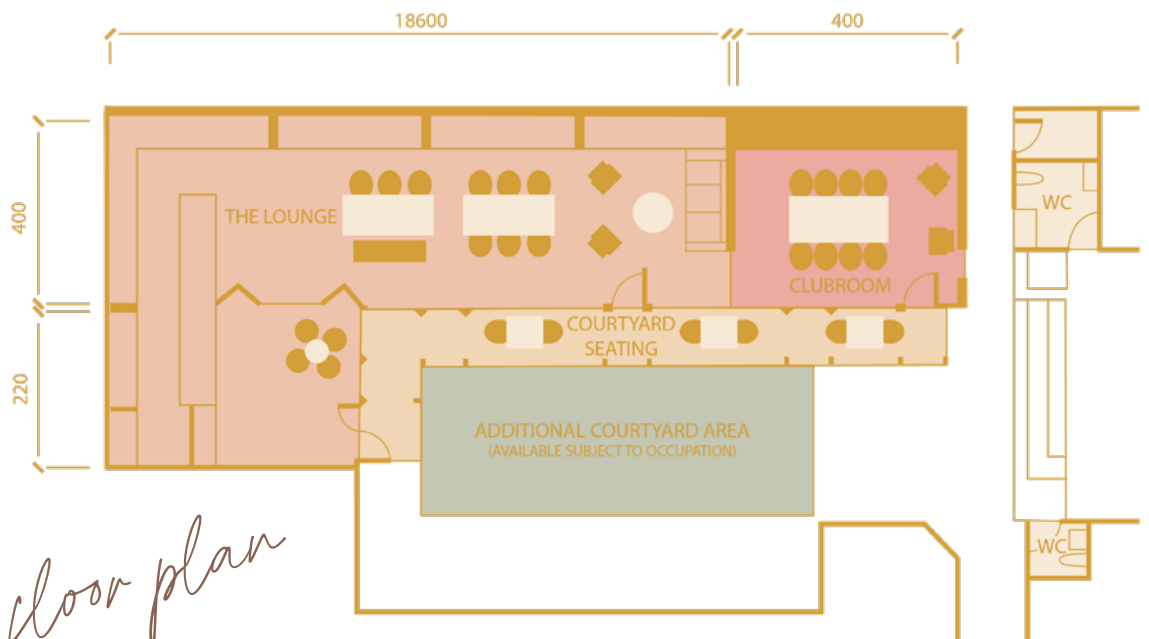 18600
400
400
220
THE LOUNGE
CLUBROOM
COURTYARD
SEATING
ADDITIONAL COURTYARD AREA
(AVAILABLE SUBJECT TO OCCUPATION)
WC
WC
floor plan